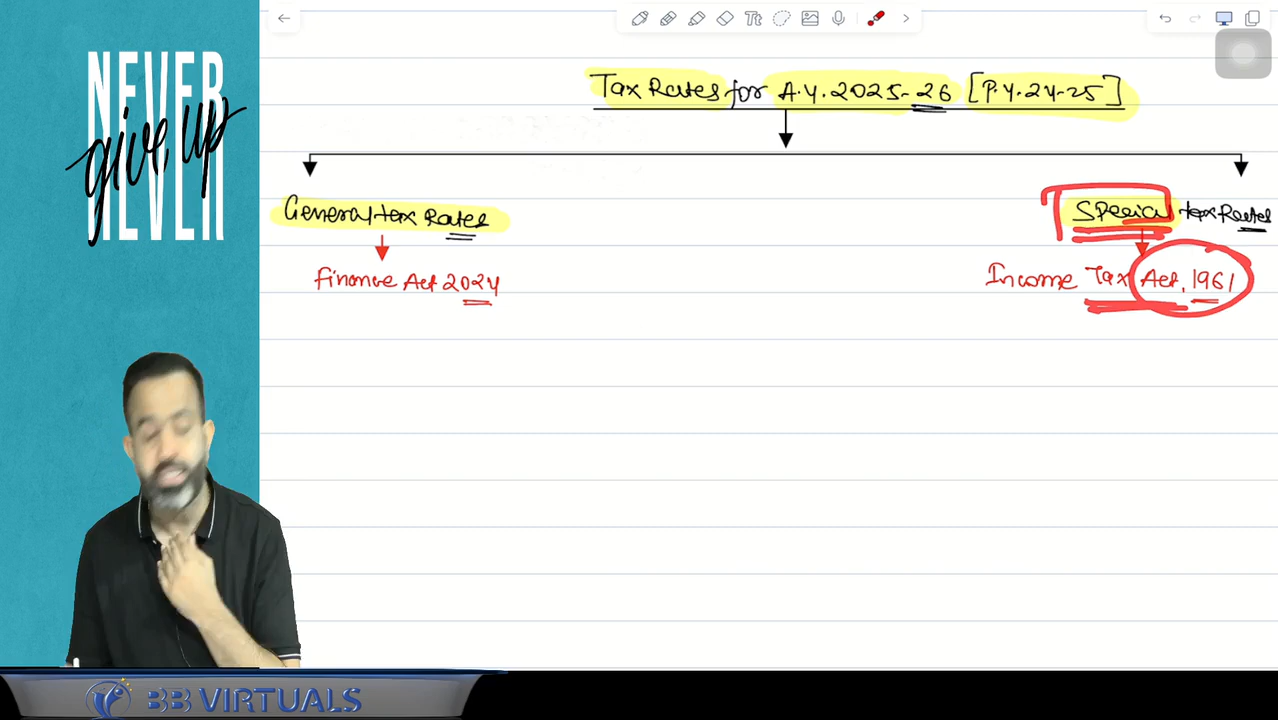 NEVER
give up
NEVER
Tax Rates for A.Y. 2025-26 [P.Y. 24-25]
General tax Rates
Special tax Rates
Finance Act 2024
Income Tax Act, 1961
BB VIRTUALS